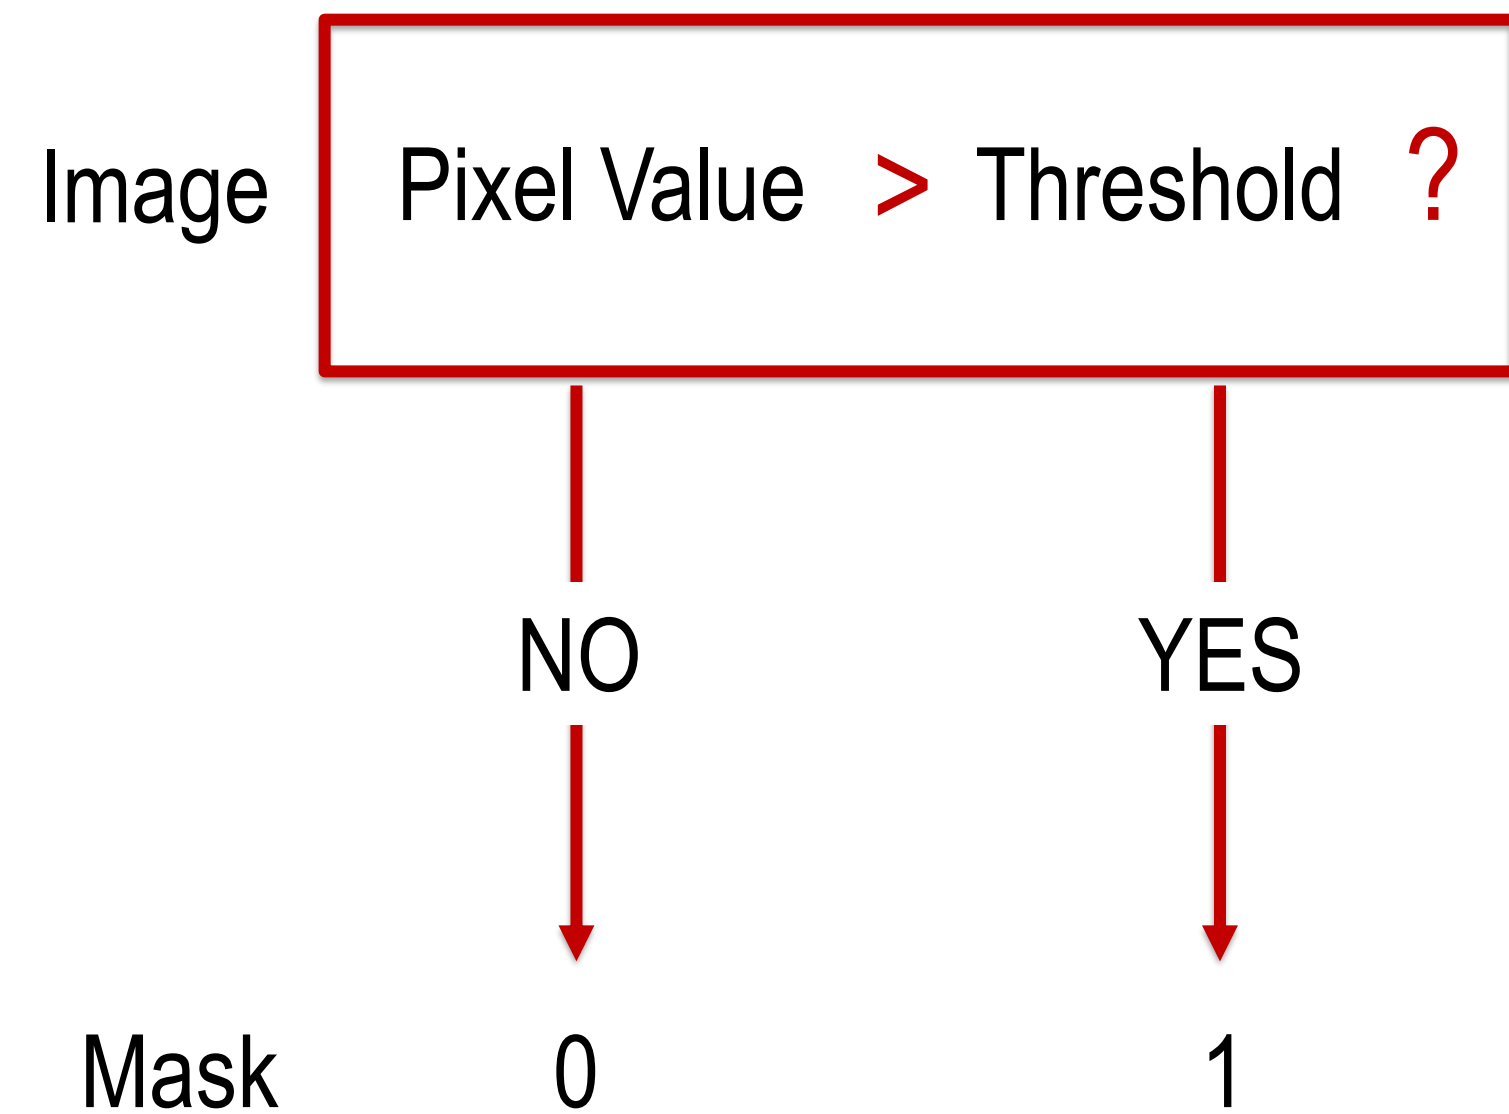 Image Pixel Value > Threshold ?
NO YES
Mask 0 1